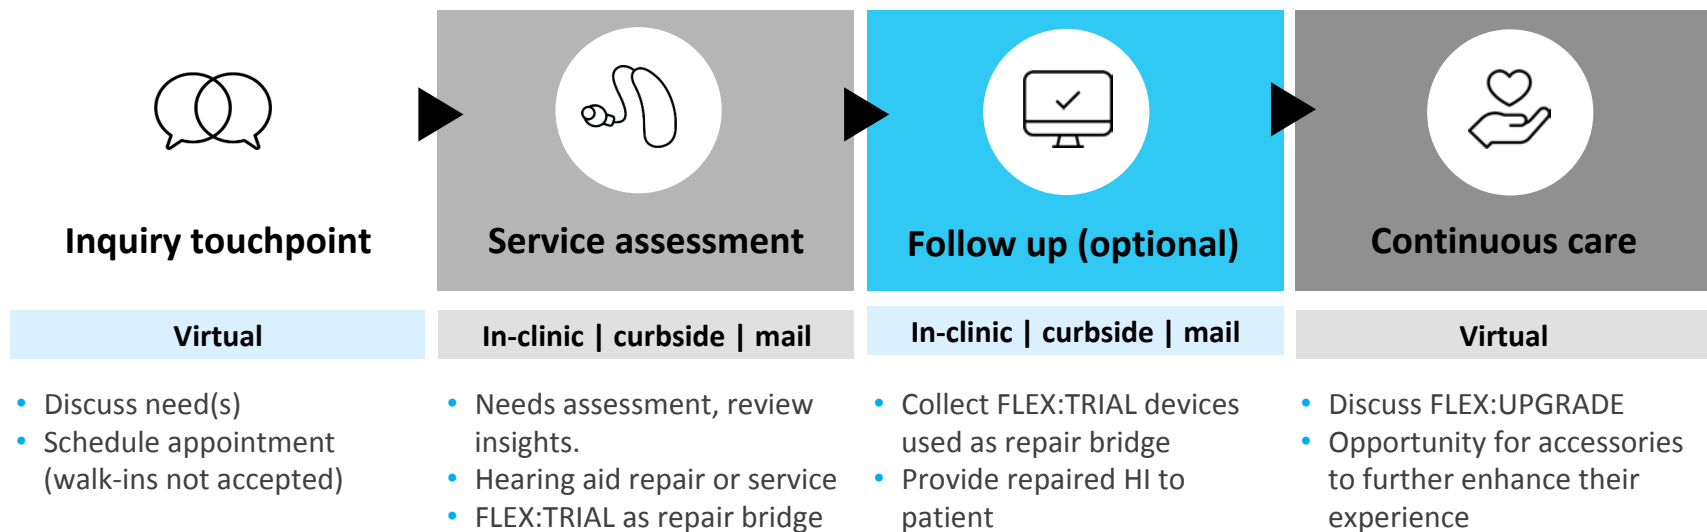 Inquiry touchpoint
Virtual
• Discuss need(s)
• Schedule appointment
(walk-ins not accepted)
Service assessment
In-clinic | curbside | mail
• Needs assessment, review
insights.
• Hearing aid repair or service
• FLEX:TRIAL as repair bridge
Follow up (optional)
In-clinic | curbside | mail
• Collect FLEX:TRIAL devices
used as repair bridge
• Provide repaired HI to
patient
Continuous care
Virtual
• Discuss FLEX:UPGRADE
• Opportunity for accessories
to further enhance their
experience